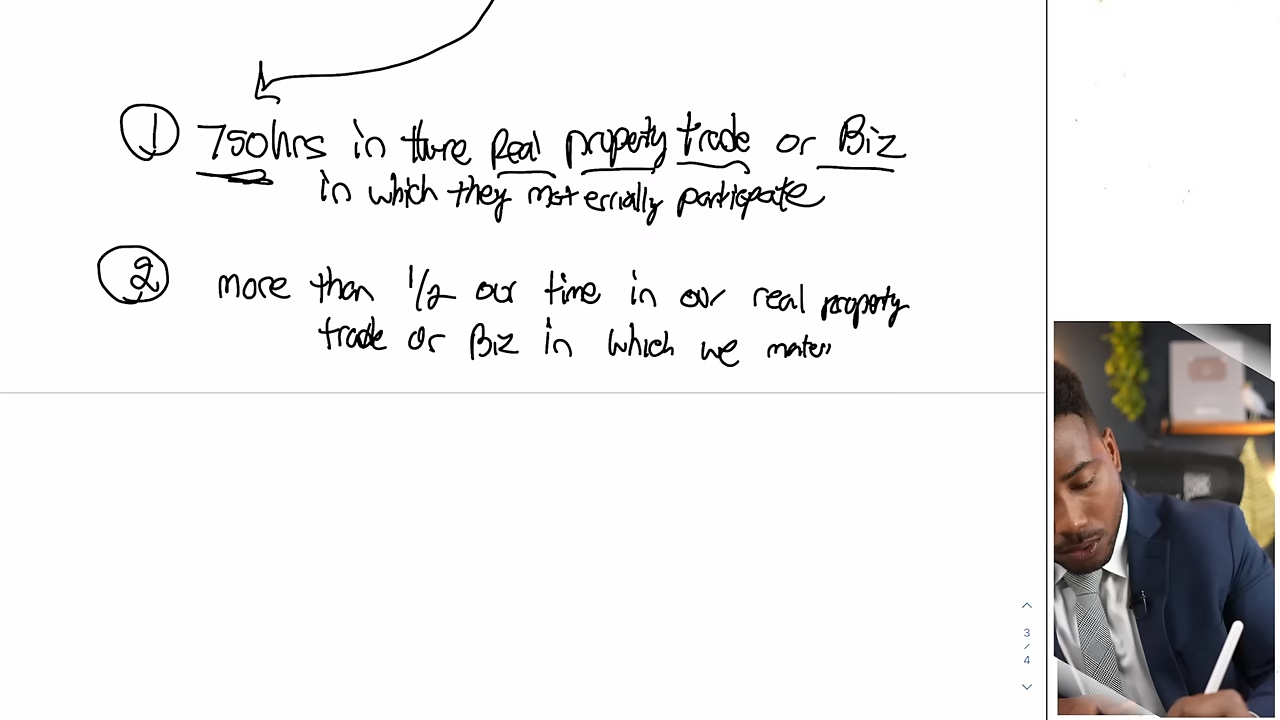 ① 750hrs in thure Real property trade or Biz
in which they materially participate
② more than 1/2 our time in our real property
trade or Biz in which we mater
3
/
4